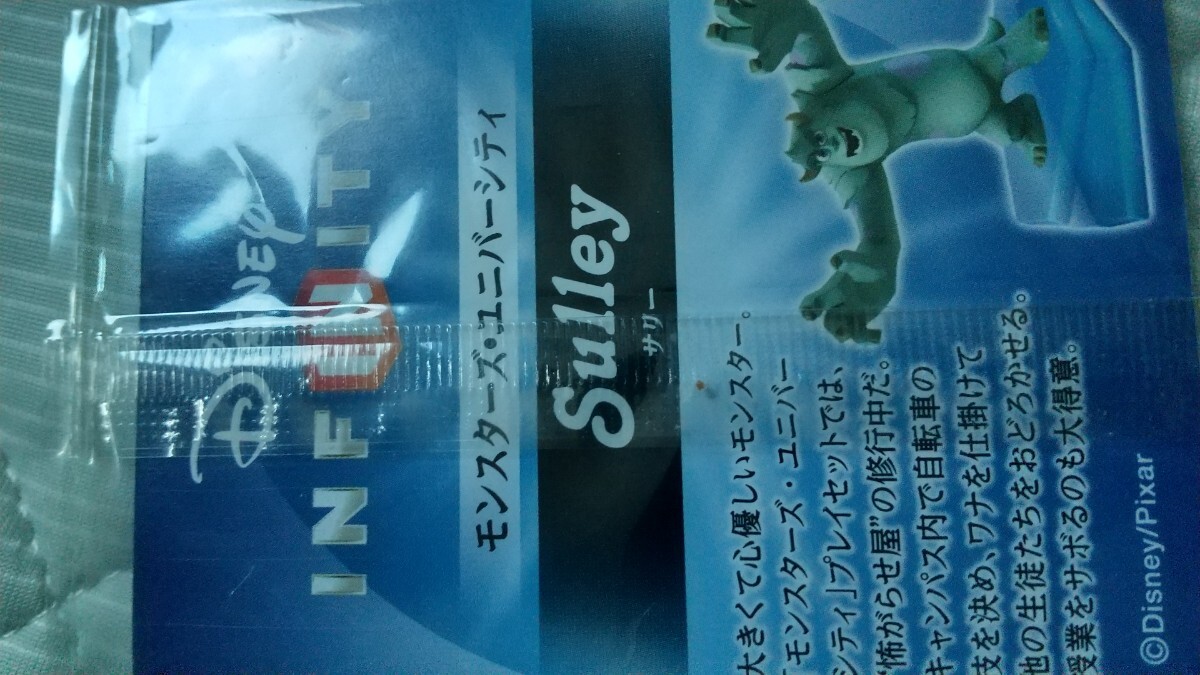 DISNEY
INFINITY
モンスターズ・ユニバーシティ
Sulley
サリー
大きくて心優しいモンスター。
「モンスターズ・ユニバー
シティ」プレイセットでは、
“怖がらせ屋”の修行中だ。
キャンパス内で自転車の
技を決め、ワナを仕掛けて
他の生徒たちをおどろかせる。
授業をサボるのも大得意。
©Disney/Pixar